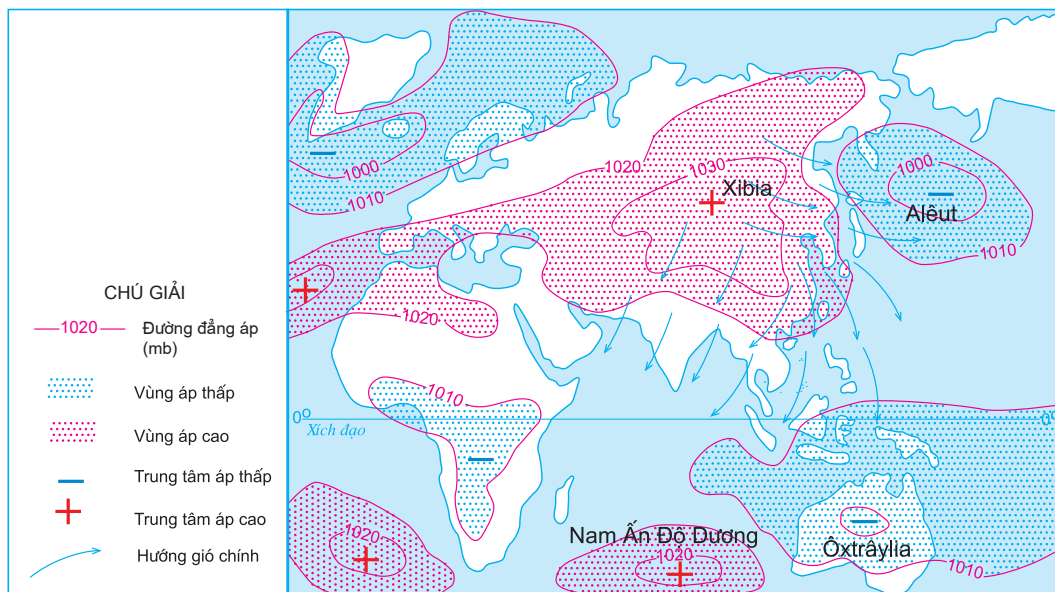 CHÚ GIẢI
1020
Đường đẳng áp
(mb)
Vùng áp thấp
Vùng áp cao
Trung tâm áp thấp
Trung tâm áp cao
Hướng gió chính
1000
1010
1020
1030
Xibia
1000
Alêut
1010
1020
1010
0°
Xích đạo
0°
1020
Nam Ấn Độ Dương
1020
Ôxtrâylia
1010